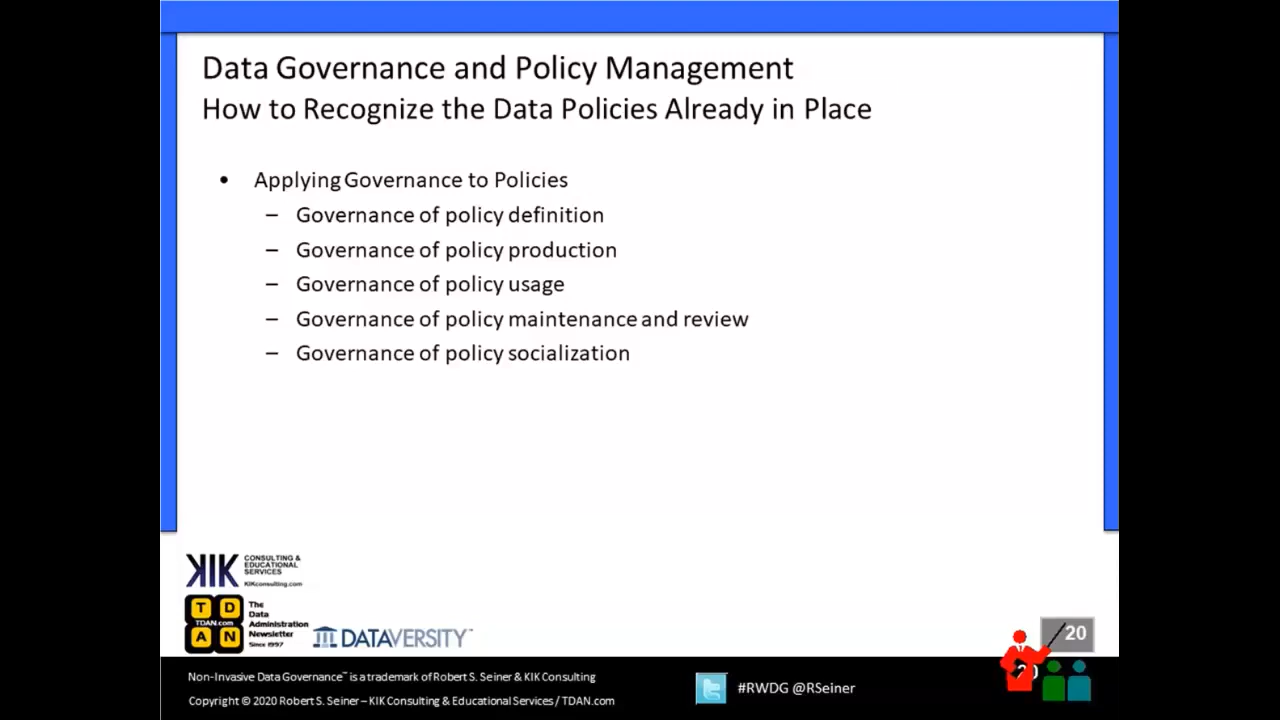 Data Governance and Policy Management
How to Recognize the Data Policies Already in Place
• Applying Governance to Policies
– Governance of policy definition
– Governance of policy production
– Governance of policy usage
– Governance of policy maintenance and review
– Governance of policy socialization
KIK CONSULTING & EDUCATIONAL SERVICES
KIKconsulting.com
T D
TDAN.com
A N
The
Data
Administration
Newsletter
Since 1997
DATAVERSITY™
20
20
Non-Invasive Data Governance™ is a trademark of Robert S. Seiner & KIK Consulting
Copyright © 2020 Robert S. Seiner – KIK Consulting & Educational Services / TDAN.com
#RWDG @RSeiner